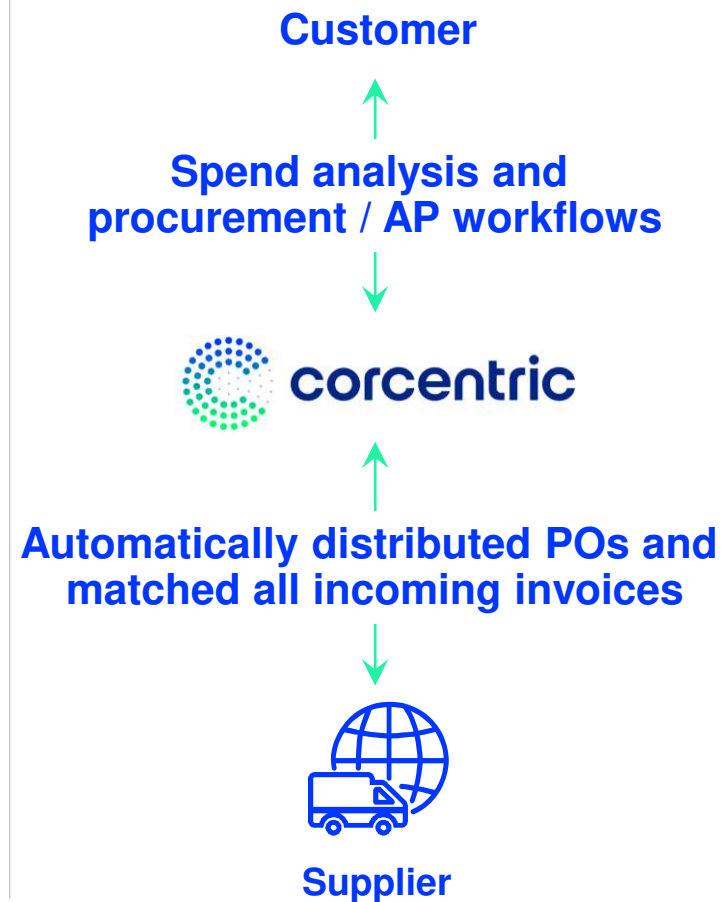 Customer
Spend analysis and
procurement / AP workflows
corcentric
Automatically distributed POs and
matched all incoming invoices
Supplier